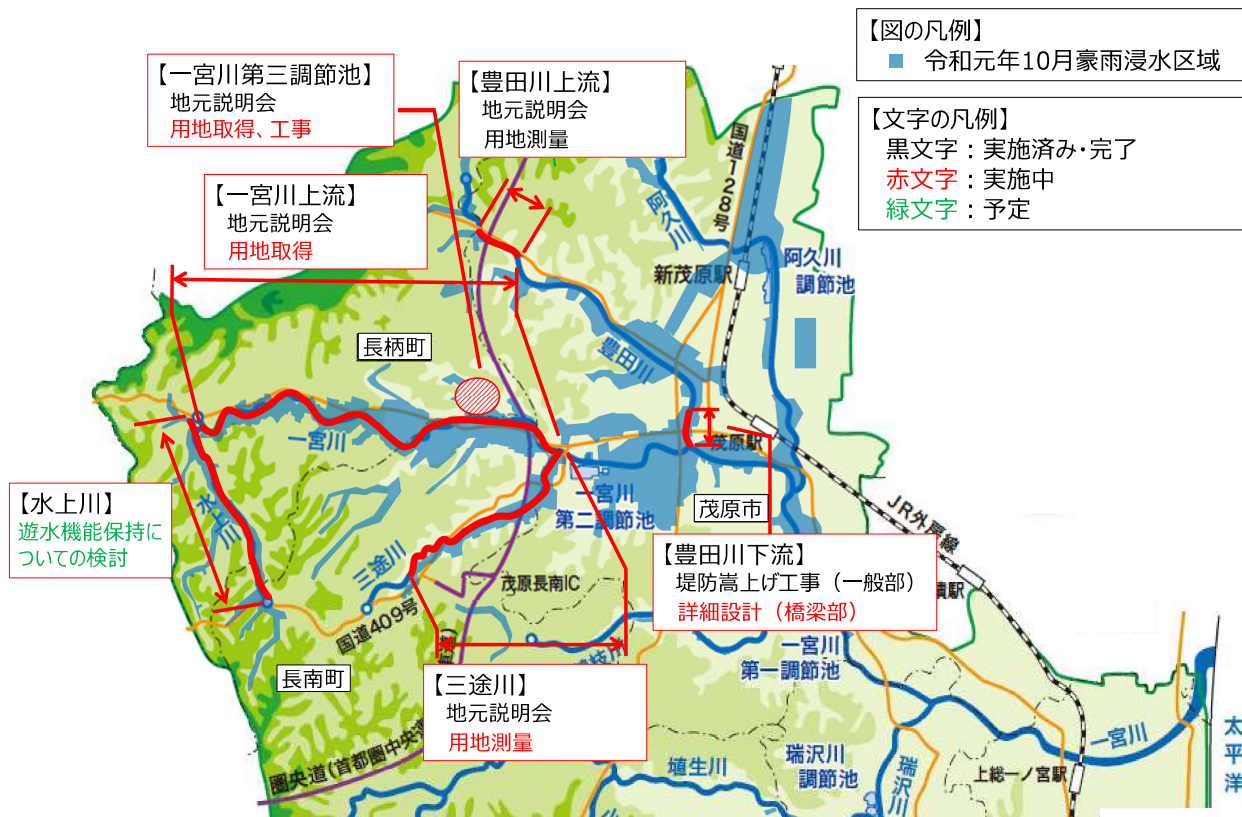 【図の凡例】
令和元年10月豪雨浸水区域
【文字の凡例】
黒文字：実施済み・完了
赤文字：実施中
緑文字：予定
【一宮川第三調節池】
地元説明会
用地取得、工事
【豊田川上流】
地元説明会
用地測量
【一宮川上流】
地元説明会
用地取得
国道128号
阿久川
新茂原駅
阿久川
調節池
長柄町
豊田川
一宮川
茂原駅
【水上川】
遊水機能保持に
ついての検討
水上川
一宮川
第二調節池
茂原市
JR外房線
三途川
茂原長南IC
国道409号
【豊田川下流】
堤防嵩上げ工事（一般部）
詳細設計（橋梁部）
一宮川
第一調節池
長南町
【三途川】
地元説明会
用地測量
圏央道(首都圏中央
埴生川
瑞沢川
調節池
瑞沢川
上総一ノ宮駅
一宮川
太平洋